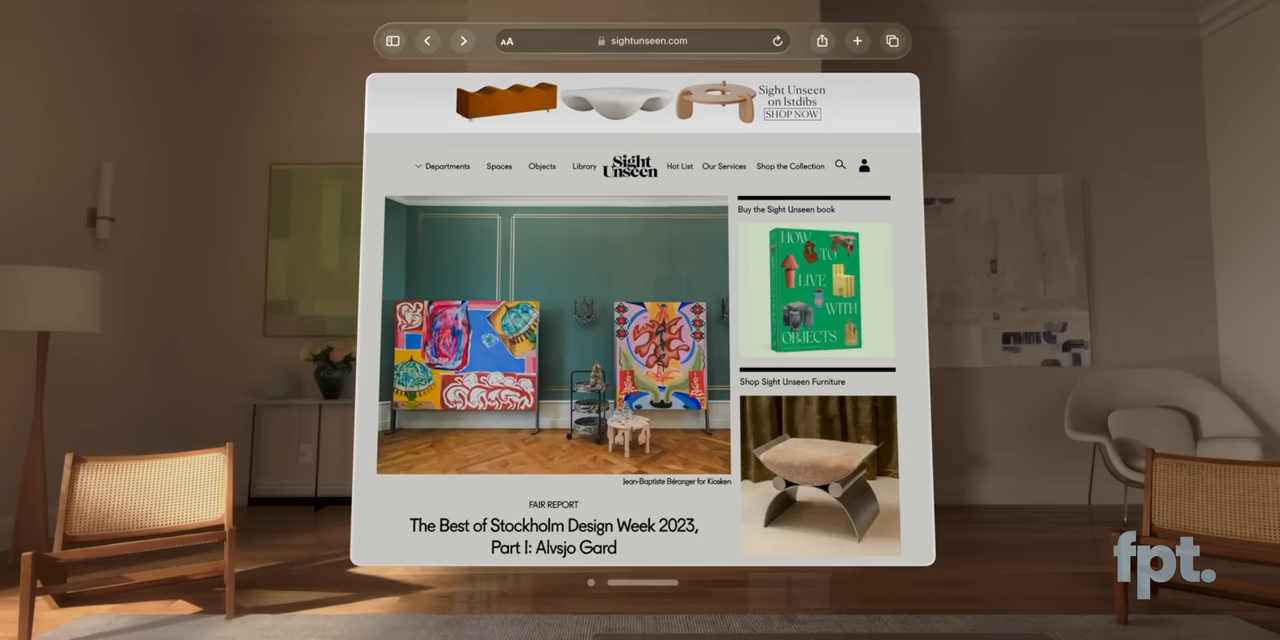 AA
sightunseen.com
Sight Unseen
on 1stdibs
SHOP NOW
Departments
Spaces
Objects
Library
Sight
Unseen
Hot List
Our Services
Shop the Collection
Buy the Sight Unseen book
HOW
TO
LIVE
WITH
OBJECTS
Shop Sight Unseen Furniture
Jean-Baptiste Béranger for Kiosken
FAIR REPORT
The Best of Stockholm Design Week 2023,
Part I: Alvsjo Gard
fpt.